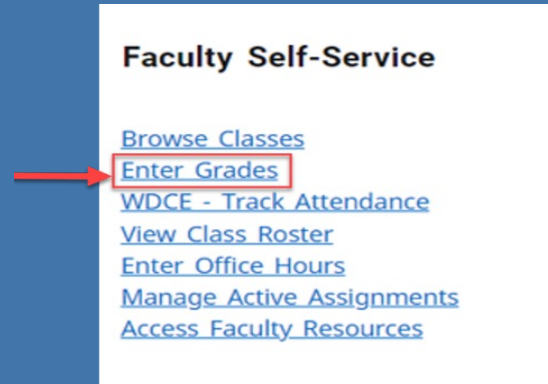 Faculty Self-Service
Browse Classes
Enter Grades
WDCE - Track Attendance
View Class Roster
Enter Office Hours
Manage Active Assignments
Access Faculty Resources